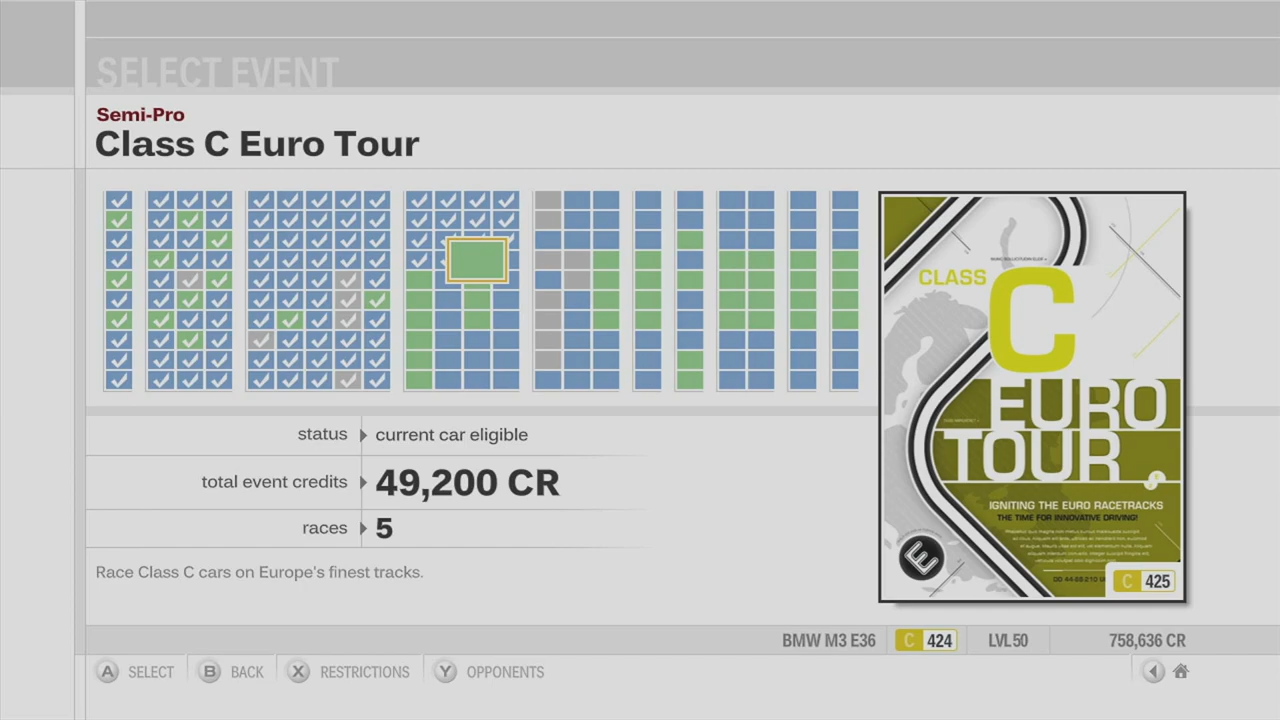 SELECT EVENT
Semi-Pro
Class C Euro Tour
CLASS
C
EURO
TOUR
IGNITING THE EURO RACETRACKS
THE TIME FOR INNOVATIVE DRIVING!
E
C 425
status current car eligible
total event credits 49,200 CR
races 5
Race Class C cars on Europe's finest tracks.
BMW M3 E36 C 424 LVL50 758,636 CR
A SELECT B BACK X RESTRICTIONS Y OPPONENTS